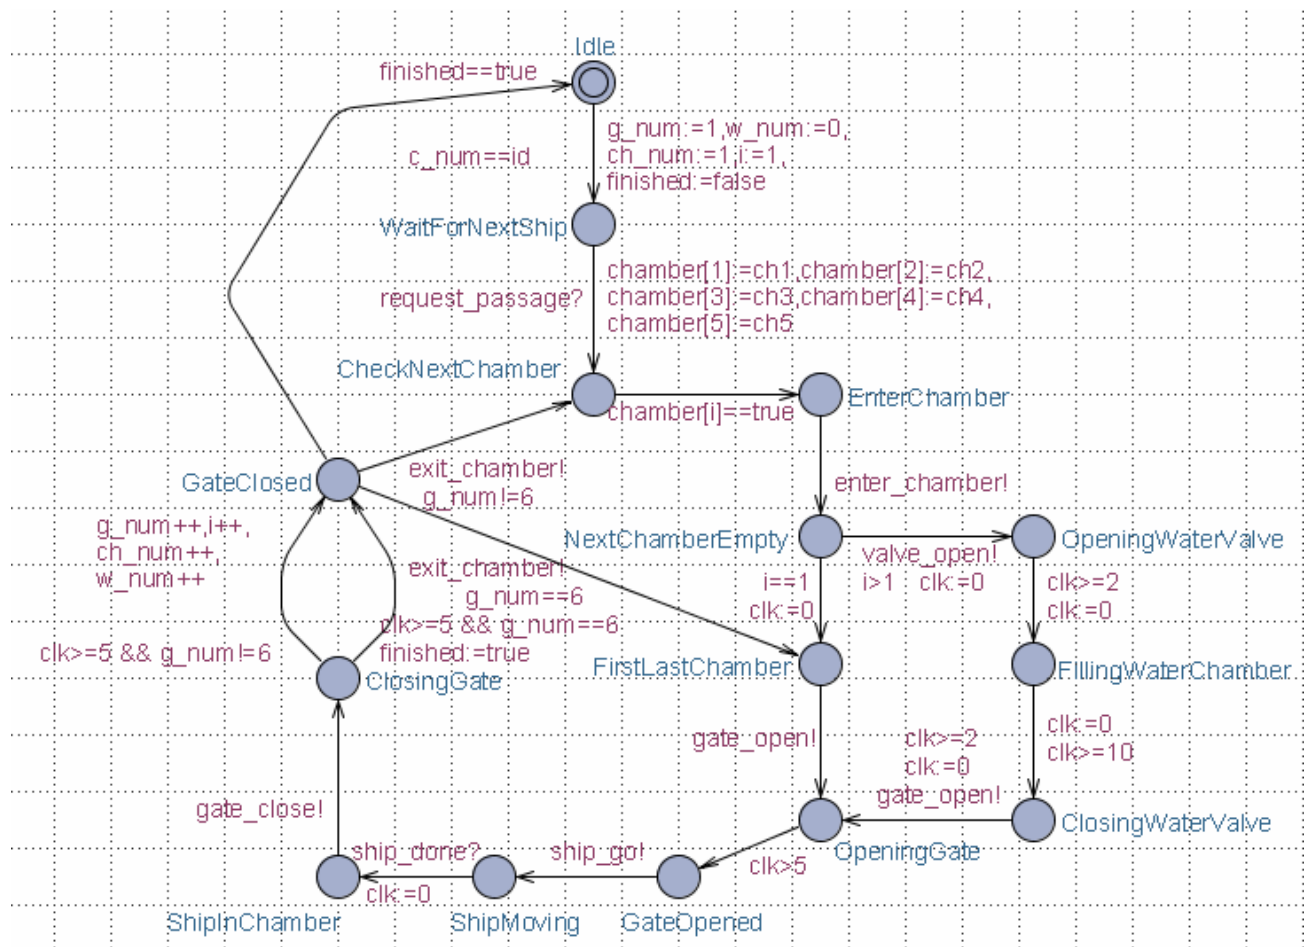 Idle
finished==true
g_num:=1,w_num:=0,
ch_num:=1,i:=1,
finished:=false
c_num==id
WaitForNextShip
chamber[1]:=ch1,chamber[2]:=ch2,
chamber[3]:=ch3,chamber[4]:=ch4,
chamber[5]:=ch5
request_passage?
CheckNextChamber
chamber[i]==true
EnterChamber
GateClosed
exit_chamber!
g_num!=6
enter_chamber!
g_num++,i++,
ch_num++,
w_num++
NextChamberEmpty
valve_open!
i>1 clk:=0
OpeningWaterValve
exit_chamber!
g_num==6
i==1
clk:=0
clk>=2
clk:=0
clk>=5 && g_num==6
finished:=true
clk>=5 && g_num!=6
ClosingGate
FirstLastChamber
FillingWaterChamber
gate_open!
clk>=2
clk:=0
gate_open!
clk:=0
clk>=10
gate_close!
OpeningGate
ClosingWaterValve
ship_done?
clk:=0
ship_go!
clk>5
ShipInChamber
ShipMoving
GateOpened